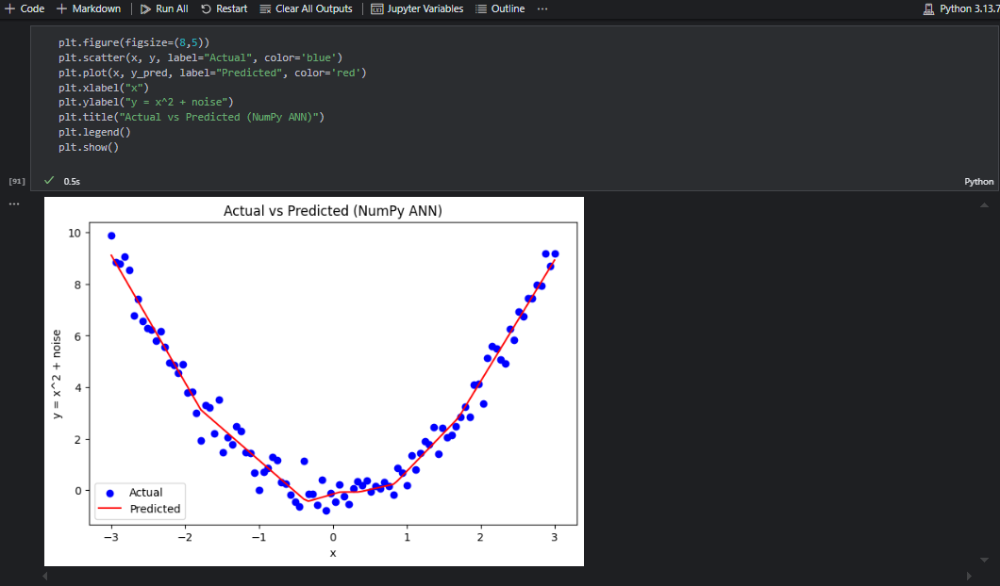 Code Markdown Run All Restart Clear All Outputs Jupyter Variables Outline ... Python 3.13.7
plt.figure(figsize=(8,5))
plt.scatter(x, y, label="Actual", color='blue')
plt.plot(x, y_pred, label="Predicted", color='red')
plt.xlabel("x")
plt.ylabel("y = x^2 + noise")
plt.title("Actual vs Predicted (NumPy ANN)")
plt.legend()
plt.show()
[91] 0.5s Python
...
Actual vs Predicted (NumPy ANN)
10
8
6
4
2
0
y = x^2 + noise
Actual
Predicted
−3 −2 −1 0 1 2 3
x